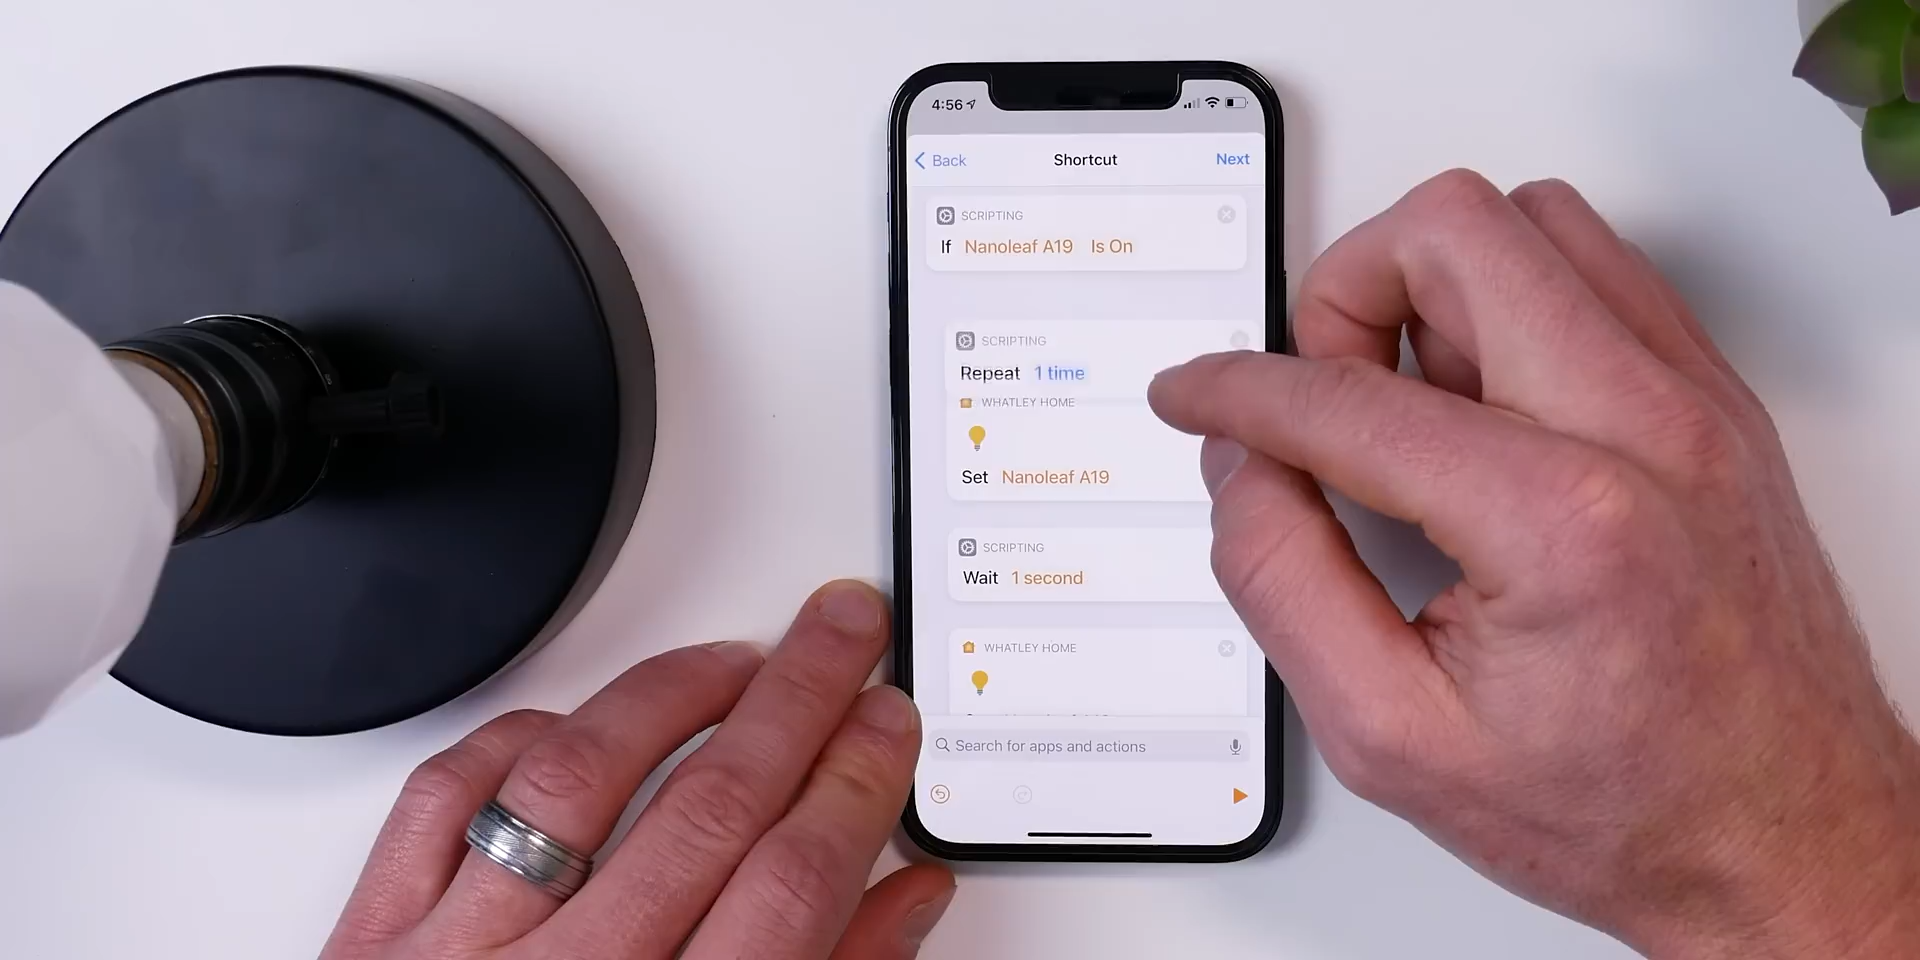 4:56
Back
Shortcut
Next
SCRIPTING
If Nanoleaf A19 Is On
SCRIPTING
Repeat 1 time
WHATLEY HOME
Set Nanoleaf A19
SCRIPTING
Wait 1 second
WHATLEY HOME
Search for apps and actions